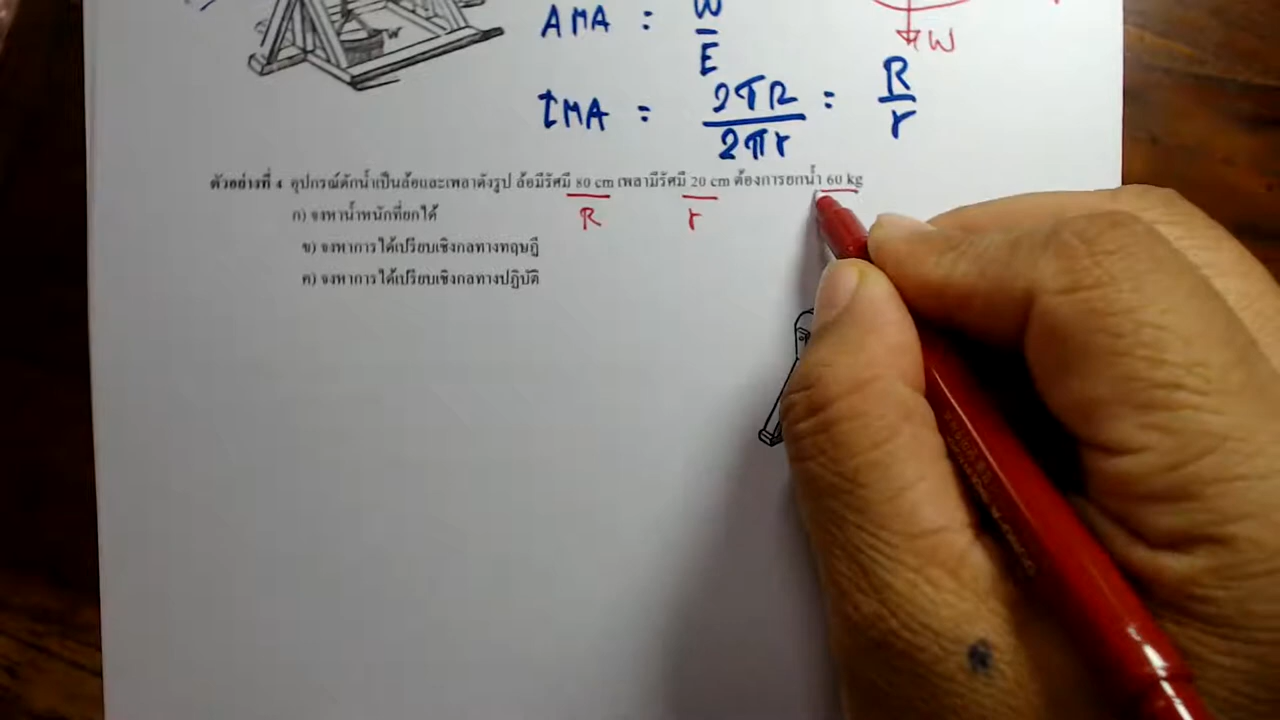 W
AMA = W/E
W
IMA = 2πR/2πr = R/r
ตัวอย่างที่ 4 อุปกรณ์ตักน้ำเป็นล้อและเพลาดังรูป ล้อมีรัศมี 80 cm เพลามีรัศมี 20 cm ต้องการยกน้ำ 60 kg
R r
ก) จงหาน้ำหนักที่ยกได้
ข) จงหาการได้เปรียบเชิงกลทางทฤษฎี
ค) จงหาการได้เปรียบเชิงกลทางปฏิบัติ